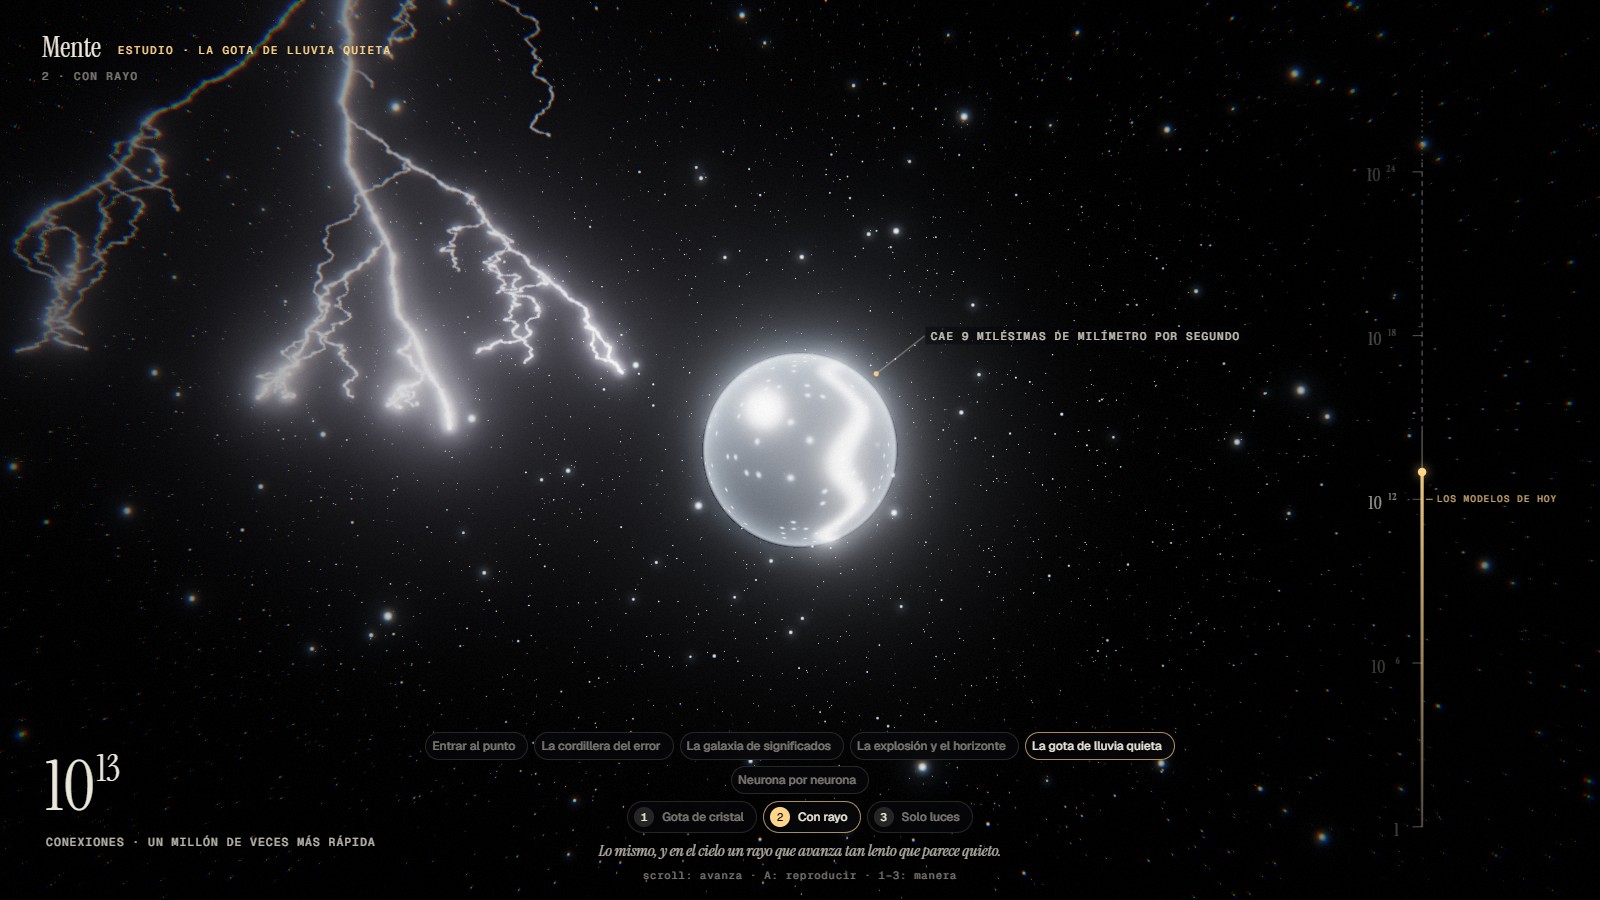 Mente ESTUDIO · LA GOTA DE LLUVIA QUIETA
2 · CON RAYO
10 24
CAE 9 MILÉSIMAS DE MILÍMETRO POR SEGUNDO
10 18
10 12 LOS MODELOS DE HOY
10 6
1
10 13
CONEXIONES · UN MILLÓN DE VECES MÁS RÁPIDA
Entrar al punto La cordillera del error La galaxia de significados La explosión y el horizonte La gota de lluvia quieta
Neurona por neurona
1 Gota de cristal 2 Con rayo 3 Solo luces
Lo mismo, y en el cielo un rayo que avanza tan lento que parece quieto.
scroll: avanza · A: reproducir · 1–3: manera